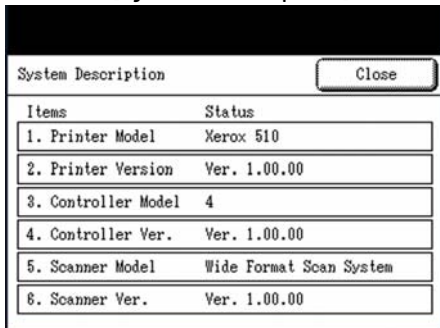 System Description Close
Items Status
1. Printer Model Xerox 510
2. Printer Version Ver. 1.00.00
3. Controller Model 4
4. Controller Ver. Ver. 1.00.00
5. Scanner Model Wide Format Scan System
6. Scanner Ver. Ver. 1.00.00